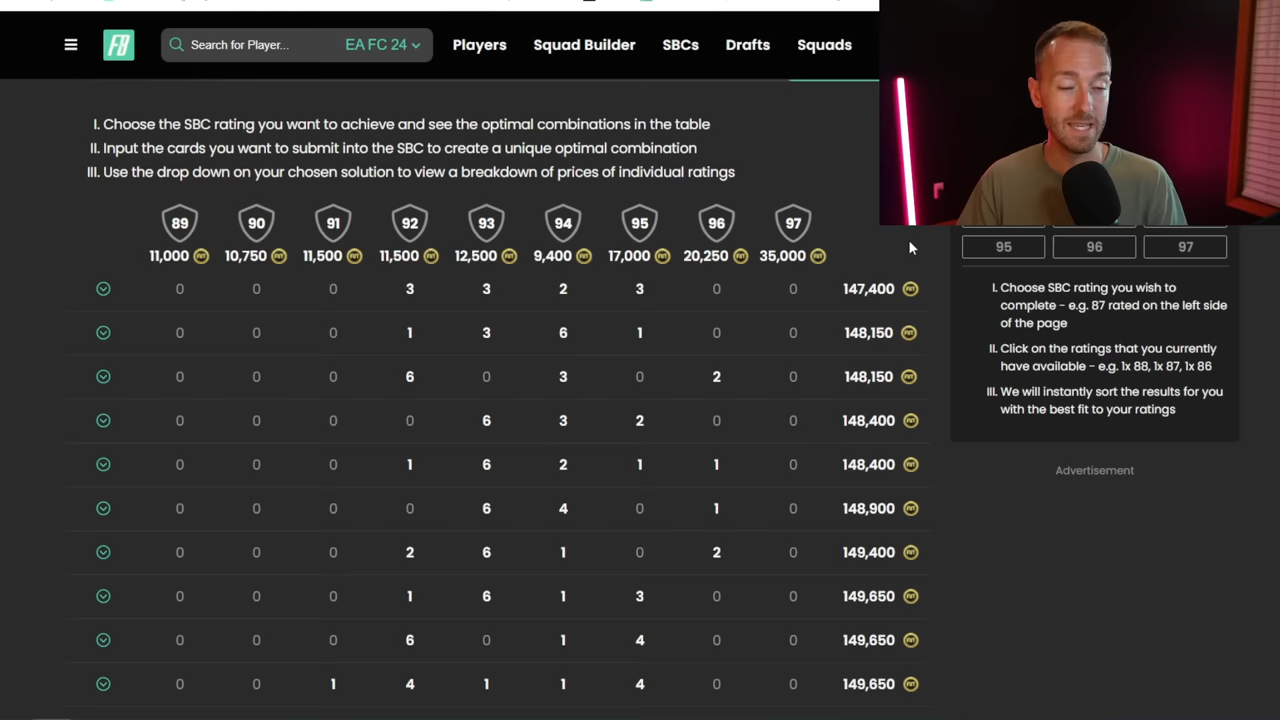 FB
Search for Player...
EA FC 24
Players
Squad Builder
SBCs
Drafts
Squads
I. Choose the SBC rating you want to achieve and see the optimal combinations in the table
II. Input the cards you want to submit into the SBC to create a unique optimal combination
III. Use the drop down on your chosen solution to view a breakdown of prices of individual ratings
89 90 91 92 93 94 95 96 97
11,000 10,750 11,500 11,500 12,500 9,400 17,000 20,250 35,000
0 0 0 3 3 2 3 0 0 147,400
0 0 0 1 3 6 1 0 0 148,150
0 0 0 6 0 3 0 2 0 148,150
0 0 0 0 6 3 2 0 0 148,400
0 0 0 1 6 2 1 1 0 148,400
0 0 0 0 6 4 0 1 0 148,900
0 0 0 2 6 1 0 2 0 149,400
0 0 0 1 6 1 3 0 0 149,650
0 0 0 6 0 1 4 0 0 149,650
0 0 1 4 1 1 4 0 0 149,650
95 96 97
I. Choose SBC rating you wish to
complete - e.g. 87 rated on the left side
of the page
II. Click on the ratings that you currently
have available - e.g. 1x 88, 1x 87, 1x 86
III. We will instantly sort the results for you
with the best fit to your ratings
Advertisement